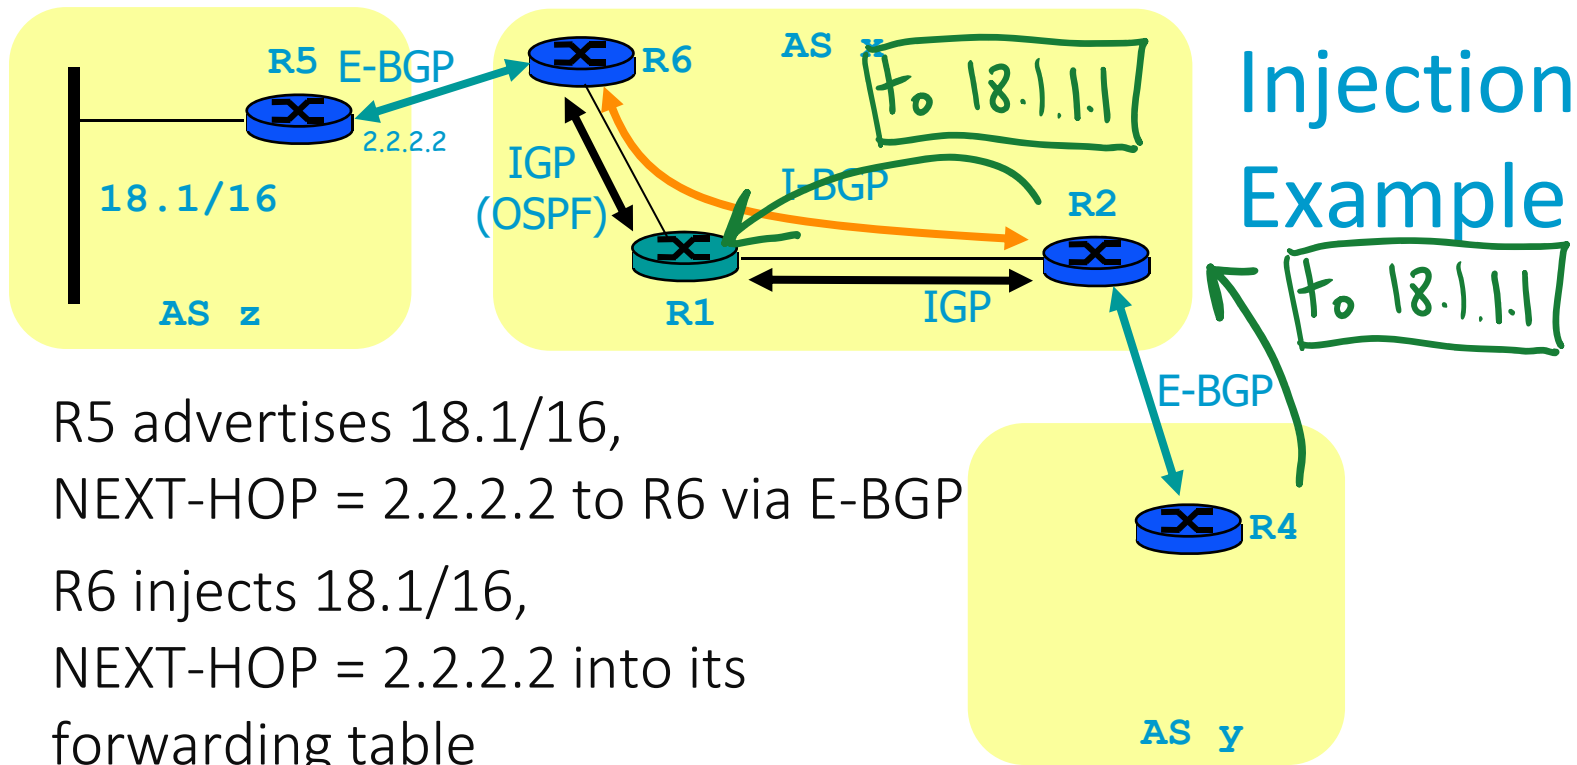 Injection
Example
R5
E-BGP
2.2.2.2
18.1/16
AS z
R6
AS x
to 18.1.1.1
IGP
(OSPF)
I-BGP
R2
R1
IGP
to 18.1.1.1
E-BGP
R4
AS y
R5 advertises 18.1/16,
NEXT-HOP = 2.2.2.2 to R6 via E-BGP
R6 injects 18.1/16,
NEXT-HOP = 2.2.2.2 into its
forwarding table